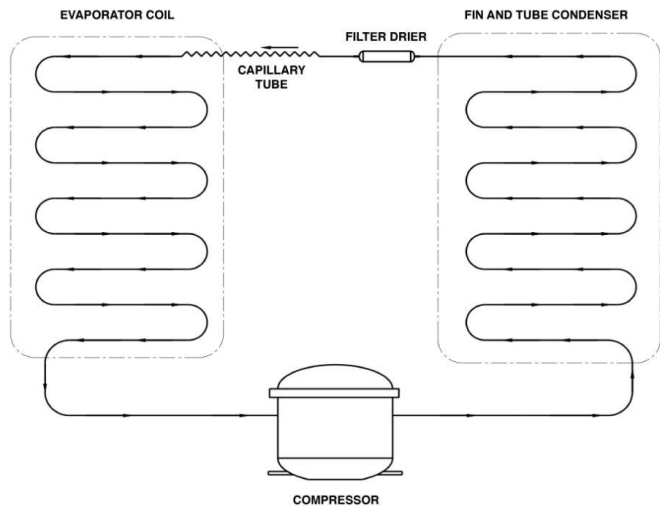 EVAPORATOR COIL
FIN AND TUBE CONDENSER
FILTER DRIER
CAPILLARY
TUBE
COMPRESSOR